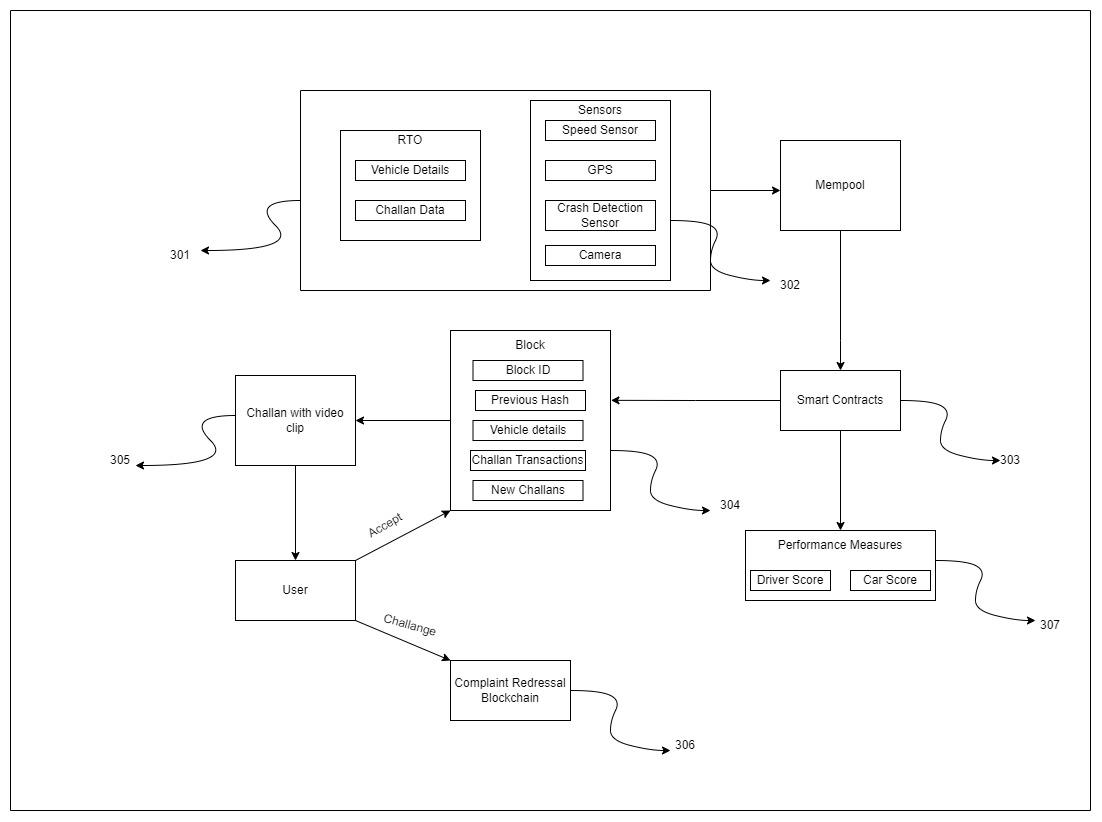 Sensors
Speed Sensor
RTO
Vehicle Details
GPS
Mempool
Challan Data
Crash Detection
Sensor
Camera
301
302
Block
Block ID
Previous Hash
Smart Contracts
Challan with video
clip
Vehicle details
Challan Transactions
New Challans
305
303
304
Accept
Performance Measures
Driver Score
Car Score
User
Challange
307
Complaint Redressal
Blockchain
306